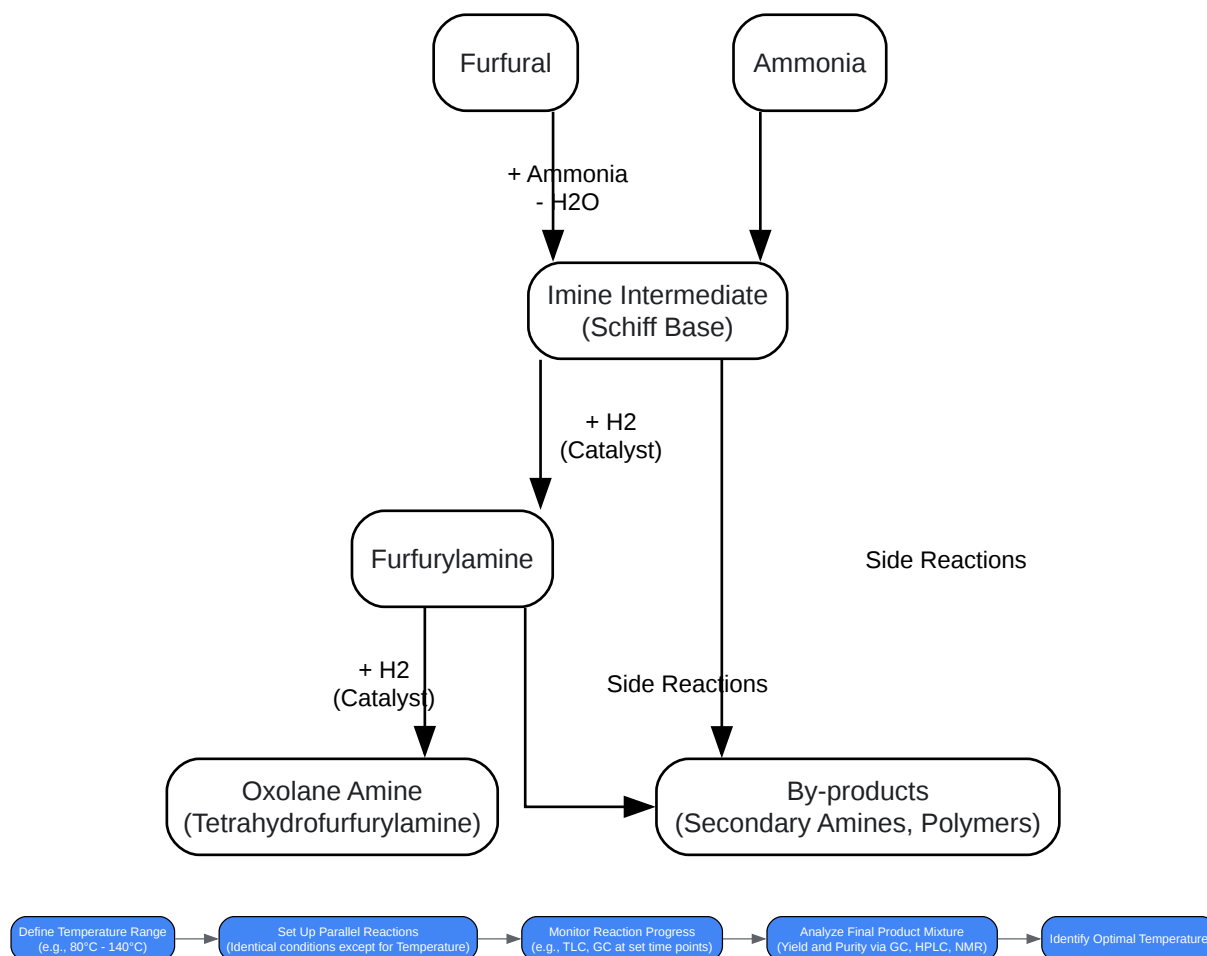 Furfural
Ammonia
+ Ammonia
- H2O
Imine Intermediate
(Schiff Base)
+ H2
(Catalyst)
Furfurylamine
Side Reactions
+ H2
(Catalyst)
Side Reactions
Oxolane Amine
(Tetrahydrofurfurylamine)
By-products
(Secondary Amines, Polymers)
Define Temperature Range
(e.g., 80°C - 140°C)
Set Up Parallel Reactions
(Identical conditions except for Temperature)
Monitor Reaction Progress
(e.g., TLC, GC at set time points)
Analyze Final Product Mixture
(Yield and Purity via GC, HPLC, NMR)
Identify Optimal Temperature